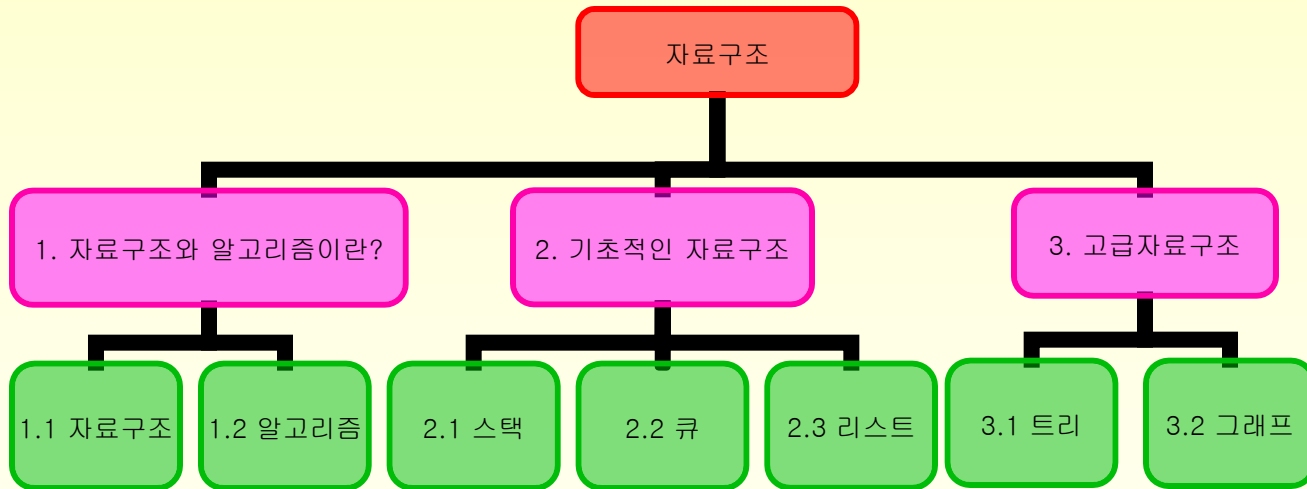 자료구조
1. 자료구조와 알고리즘이란?
2. 기초적인 자료구조
3. 고급자료구조
1.1 자료구조
1.2 알고리즘
2.1 스택
2.2 큐
2.3 리스트
3.1 트리
3.2 그래프